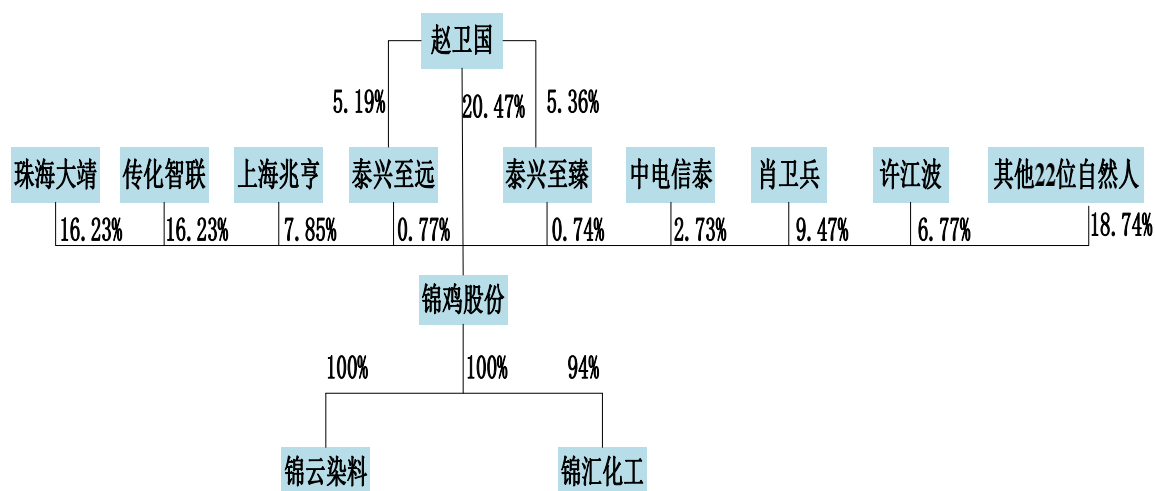 赵卫国
5.19%
20.47%
5.36%
珠海大靖
传化智联
上海兆亨
泰兴至远
泰兴至臻
中电信泰
肖卫兵
许江波
其他22位自然人
16.23%
16.23%
7.85%
0.77%
0.74%
2.73%
9.47%
6.77%
18.74%
锦鸡股份
100%
100%
94%
锦云染料
锦汇化工